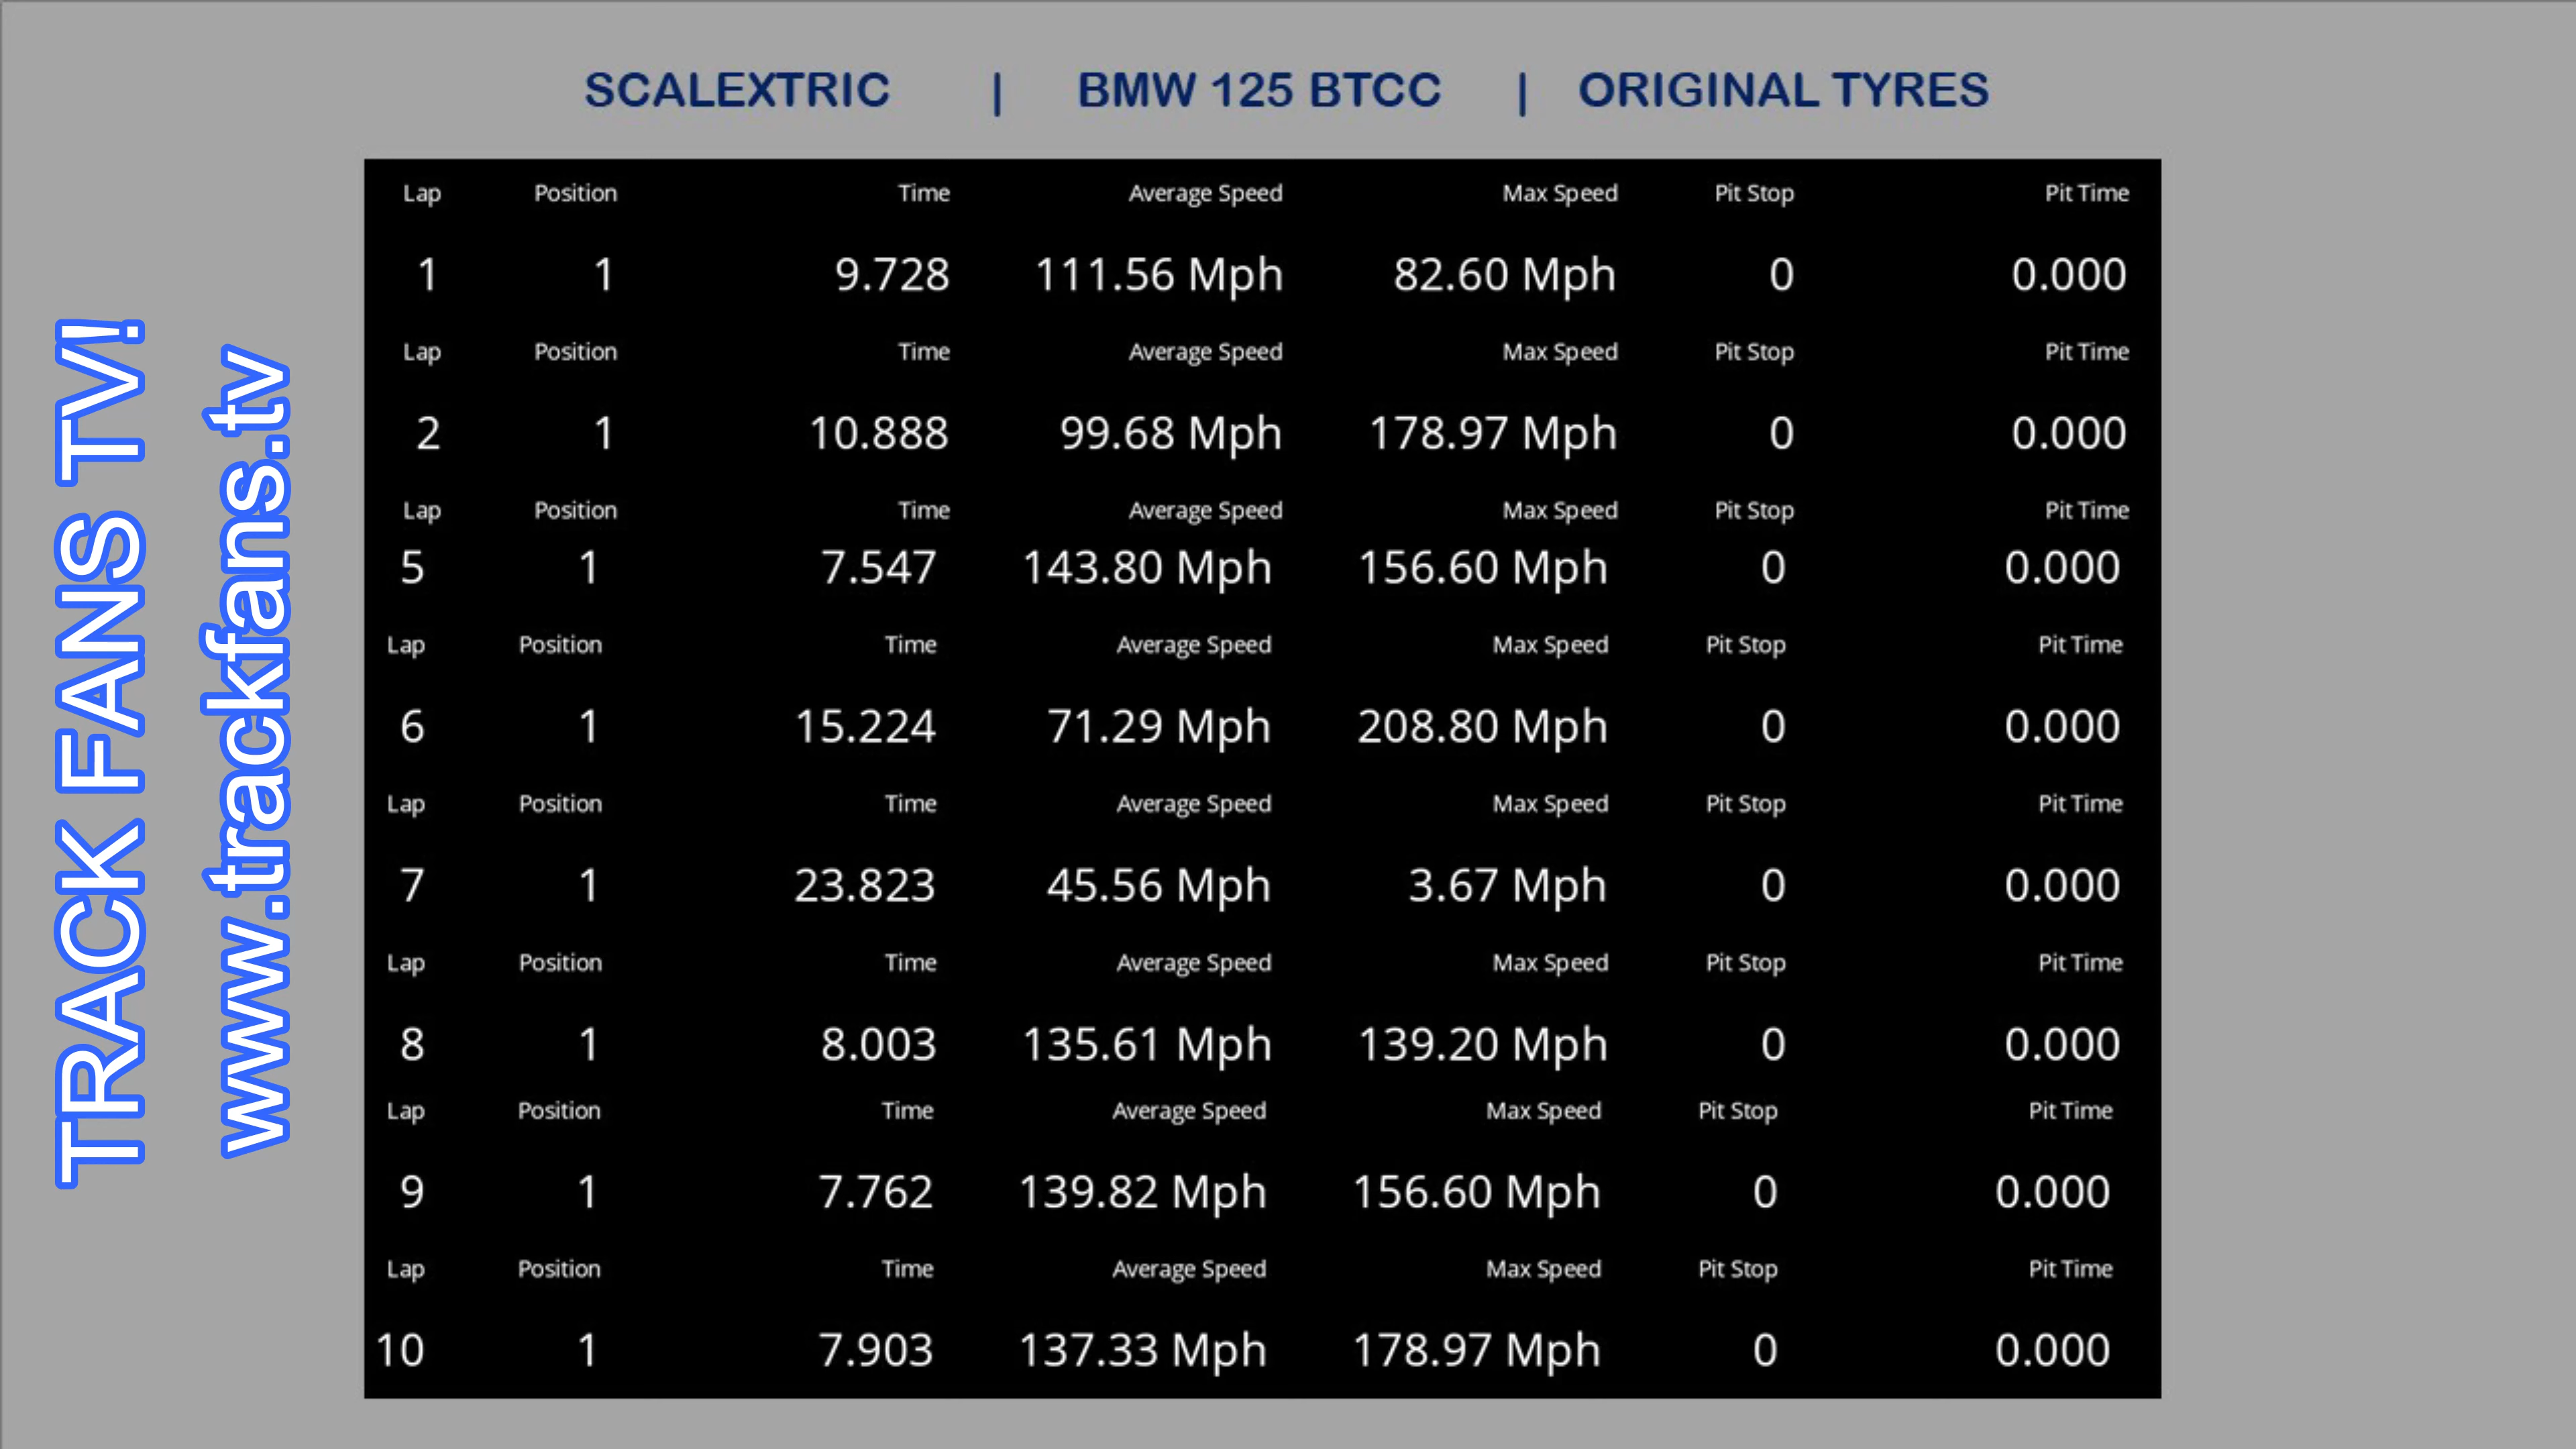 SCALEXTRIC | BMW 125 BTCC | ORIGINAL TYRES
TRACK FANS TV!
www.trackfans.tv
Lap Position Time Average Speed Max Speed Pit Stop Pit Time
1 1 9.728 111.56 Mph 82.60 Mph 0 0.000
Lap Position Time Average Speed Max Speed Pit Stop Pit Time
2 1 10.888 99.68 Mph 178.97 Mph 0 0.000
Lap Position Time Average Speed Max Speed Pit Stop Pit Time
5 1 7.547 143.80 Mph 156.60 Mph 0 0.000
Lap Position Time Average Speed Max Speed Pit Stop Pit Time
6 1 15.224 71.29 Mph 208.80 Mph 0 0.000
Lap Position Time Average Speed Max Speed Pit Stop Pit Time
7 1 23.823 45.56 Mph 3.67 Mph 0 0.000
Lap Position Time Average Speed Max Speed Pit Stop Pit Time
8 1 8.003 135.61 Mph 139.20 Mph 0 0.000
Lap Position Time Average Speed Max Speed Pit Stop Pit Time
9 1 7.762 139.82 Mph 156.60 Mph 0 0.000
Lap Position Time Average Speed Max Speed Pit Stop Pit Time
10 1 7.903 137.33 Mph 178.97 Mph 0 0.000